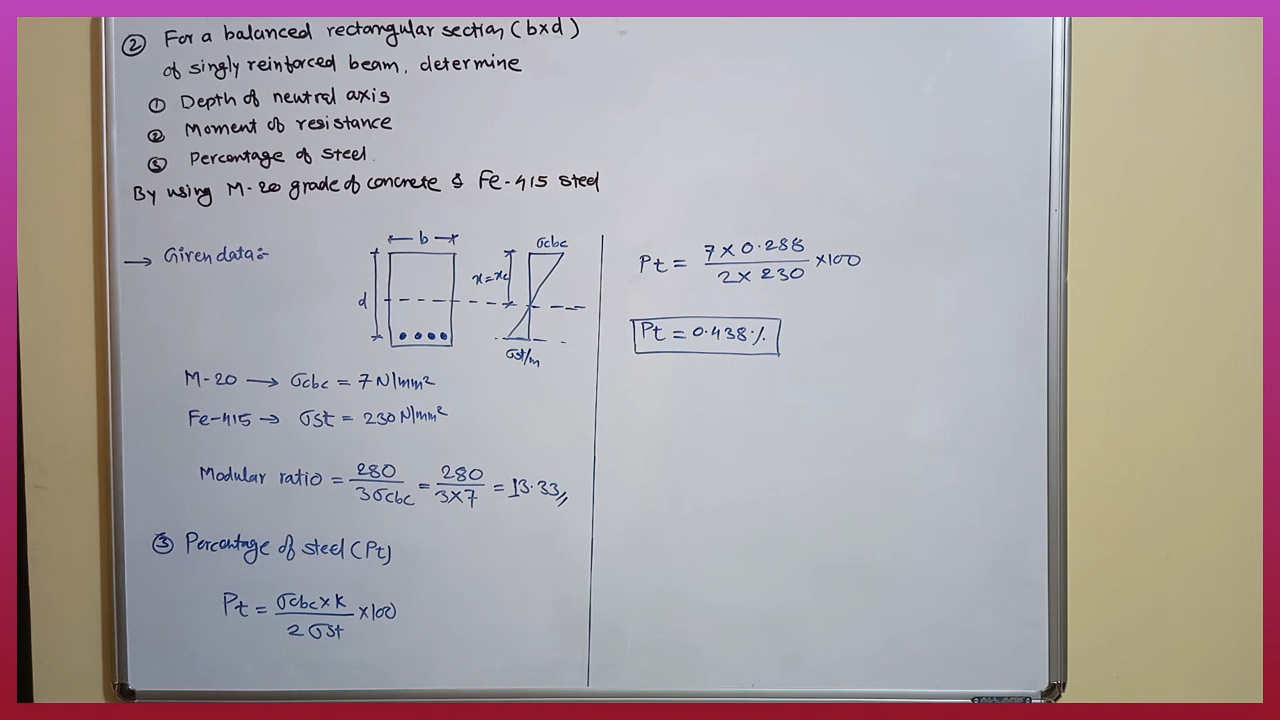 ② For a balanced rectangular section (b×d)
of singly reinforced beam, determine
① Depth of neutral axis
② Moment of resistance
③ Percentage of steel.
By using M-20 grade of concrete & Fe-415 steel
→ Given data:-
b
d
x=xc
σcbc
σst/m
M-20 → σcbc = 7 N/mm²
Fe-415 → σst = 230 N/mm²
Modular ratio = 280/3σcbc = 280/3×7 = 13.33//
③ Percentage of steel (Pt)
Pt = σcbc×k/2σst ×100
Pt = 7×0.288/2×230 ×100
Pt = 0.438%